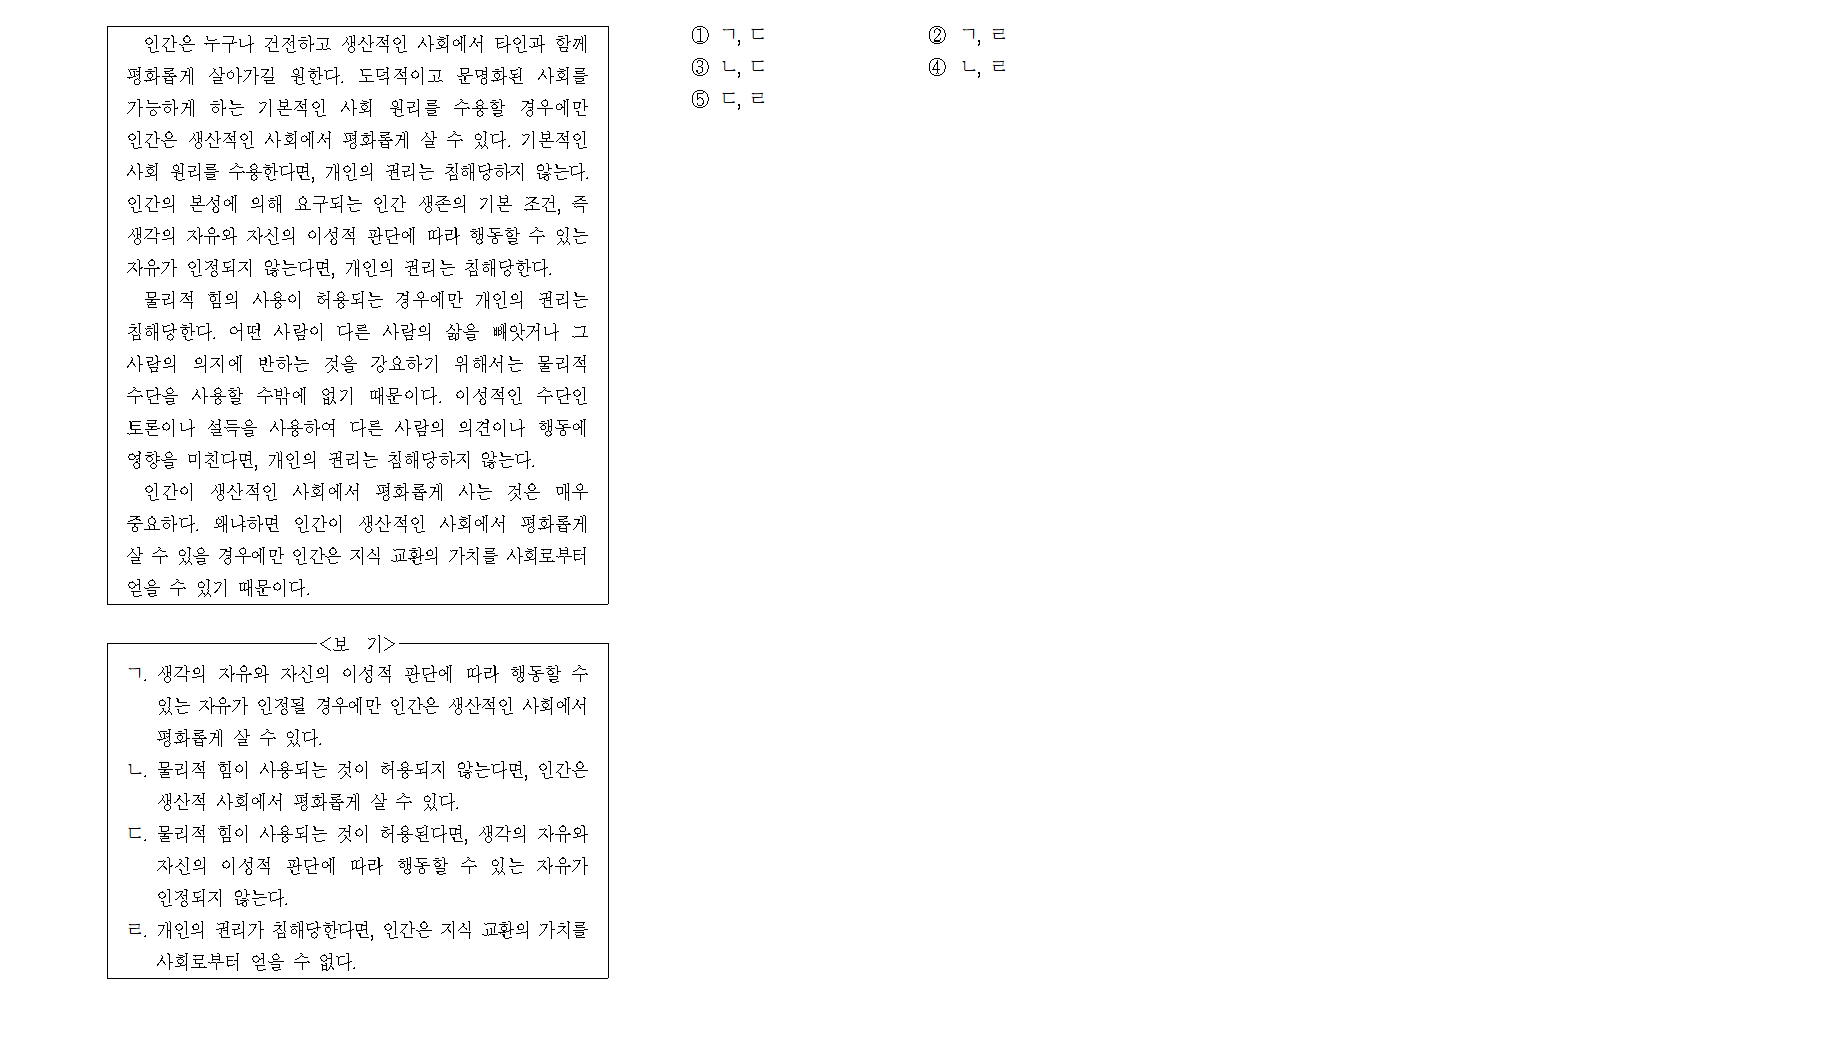 인간은 누구나 건전하고 생산적인 사회에서 타인과 함께
평화롭게 살아가길 원한다. 도덕적이고 문명화된 사회를
가능하게 하는 기본적인 사회 원리를 수용할 경우에만
인간은 생산적인 사회에서 평화롭게 살 수 있다. 기본적인
사회 원리를 수용한다면, 개인의 권리는 침해당하지 않는다.
인간의 본성에 의해 요구되는 인간 생존의 기본 조건, 즉
생각의 자유와 자신의 이성적 판단에 따라 행동할 수 있는
자유가 인정되지 않는다면, 개인의 권리는 침해당한다.
물리적 힘의 사용이 허용되는 경우에만 개인의 권리는
침해당한다. 어떤 사람이 다른 사람의 삶을 빼앗거나 그
사람의 의지에 반하는 것을 강요하기 위해서는 물리적
수단을 사용할 수밖에 없기 때문이다. 이성적인 수단인
토론이나 설득을 사용하여 다른 사람의 의견이나 행동에
영향을 미친다면, 개인의 권리는 침해당하지 않는다.
인간이 생산적인 사회에서 평화롭게 사는 것은 매우
중요하다. 왜냐하면 인간이 생산적인 사회에서 평화롭게
살 수 있을 경우에만 인간은 지식 교환의 가치를 사회로부터
얻을 수 있기 때문이다.
<보 기>
ㄱ. 생각의 자유와 자신의 이성적 판단에 따라 행동할 수
있는 자유가 인정될 경우에만 인간은 생산적인 사회에서
평화롭게 살 수 있다.
ㄴ. 물리적 힘이 사용되는 것이 허용되지 않는다면, 인간은
생산적 사회에서 평화롭게 살 수 있다.
ㄷ. 물리적 힘이 사용되는 것이 허용된다면, 생각의 자유와
자신의 이성적 판단에 따라 행동할 수 있는 자유가
인정되지 않는다.
ㄹ. 개인의 권리가 침해당한다면, 인간은 지식 교환의 가치를
사회로부터 얻을 수 없다.
① ㄱ, ㄷ ② ㄱ, ㄹ
③ ㄴ, ㄷ ④ ㄴ, ㄹ
⑤ ㄷ, ㄹ